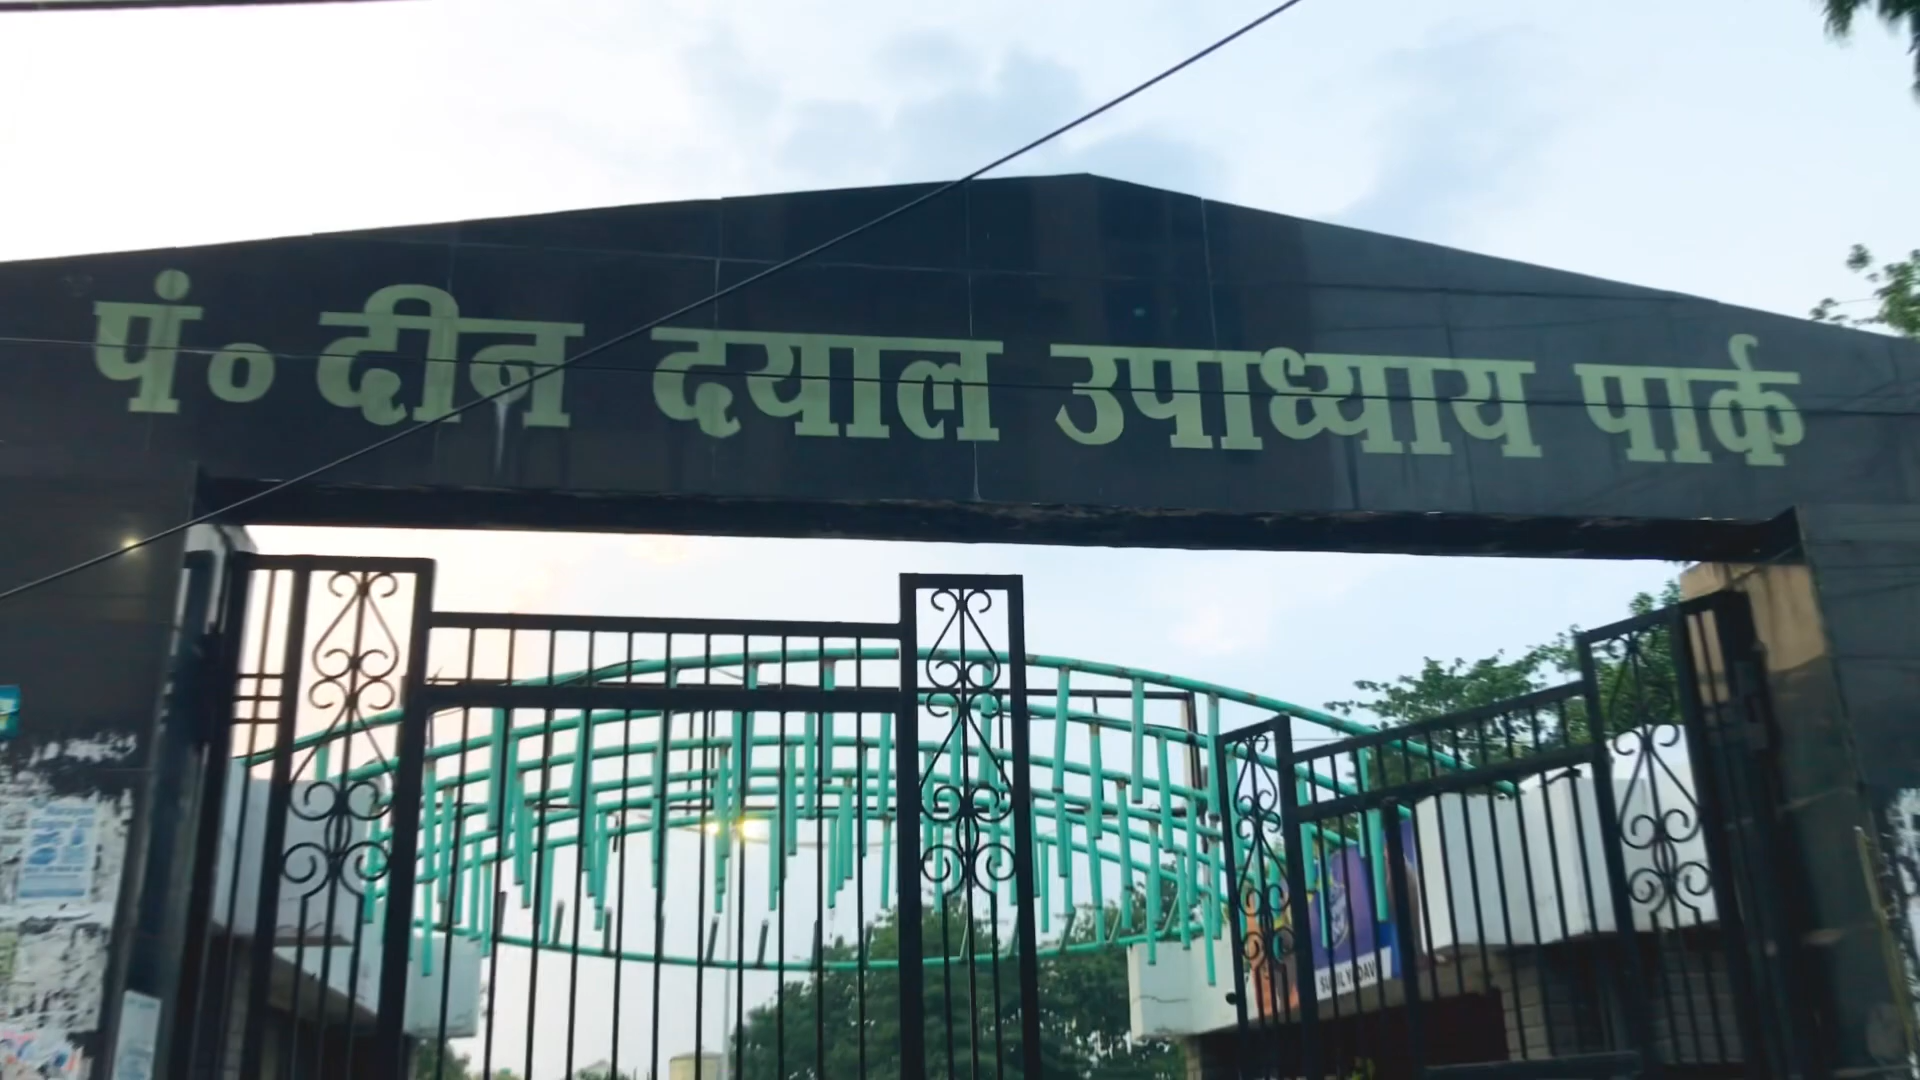 पं० दीन दयाल उपाध्याय पार्क